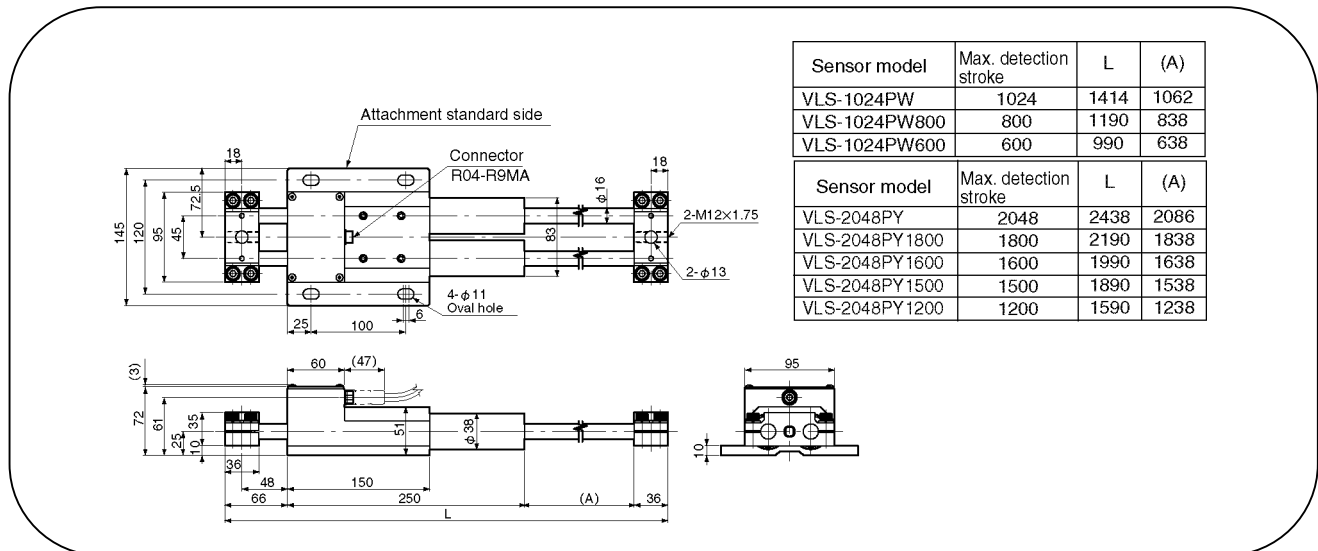 Sensor model Max. detection stroke L (A)
VLS-1024PW 1024 1414 1062
VLS-1024PW800 800 1190 838
VLS-1024PW600 600 990 638
Sensor model Max. detection stroke L (A)
VLS-2048PY 2048 2438 2086
VLS-2048PY1800 1800 2190 1838
VLS-2048PY1600 1600 1990 1638
VLS-2048PY1500 1500 1890 1538
VLS-2048PY1200 1200 1590 1238
Attachment standard side
Connector
R04-R9MA
18
18
72.5
145
120
95
45
φ16
83
2-M12×1.75
2-φ13
4-φ11
Oval hole
6
25
100
60
(47)
(3)
72
61
35
25
10
36
48
66
150
250
51
φ38
(A)
36
L
95
10